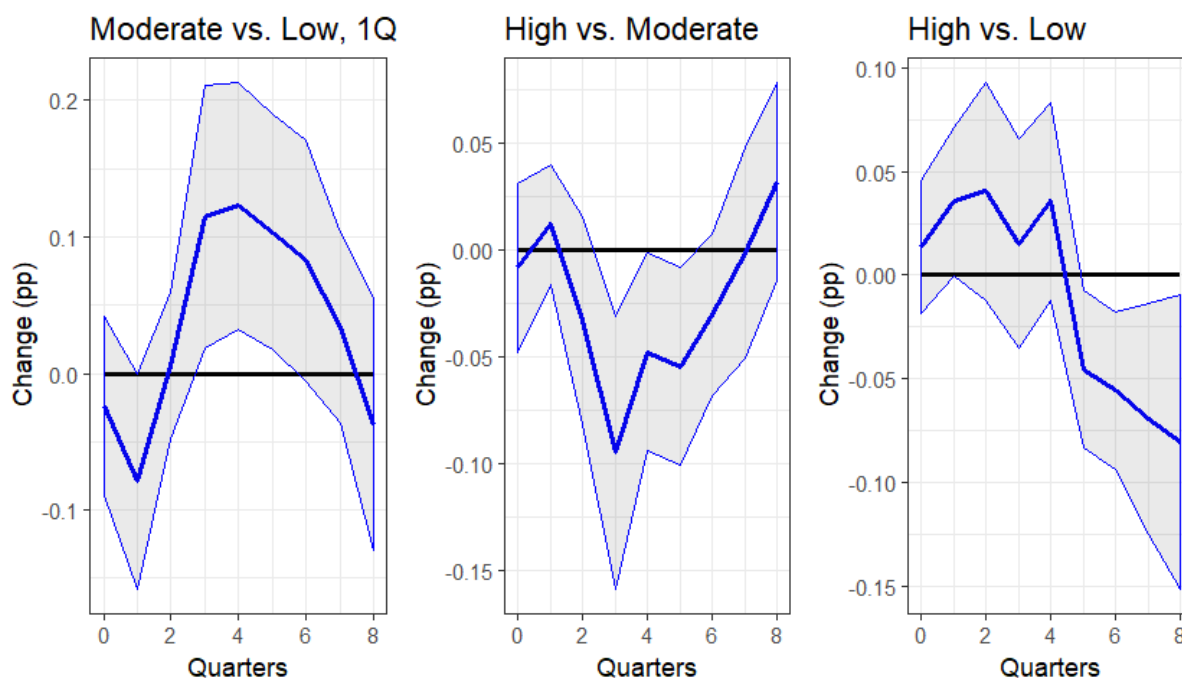 Moderate vs. Low, 1Q
Change (pp)
0.2
0.1
0.0
-0.1
0 2 4 6 8
Quarters
High vs. Moderate
Change (pp)
0.05
0.00
-0.05
-0.10
-0.15
0 2 4 6 8
Quarters
High vs. Low
Change (pp)
0.10
0.05
0.00
-0.05
-0.10
-0.15
0 2 4 6 8
Quarters